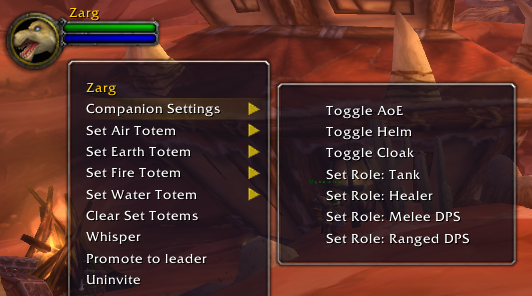 Zarg
Zarg
Companion Settings
Set Air Totem
Set Earth Totem
Set Fire Totem
Set Water Totem
Clear Set Totems
Whisper
Promote to leader
Uninvite
Toggle AoE
Toggle Helm
Toggle Cloak
Set Role: Tank
Set Role: Healer
Set Role: Melee DPS
Set Role: Ranged DPS